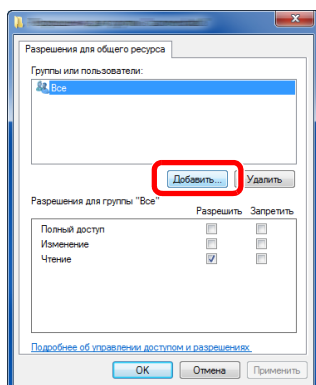 Разрешения для общего ресурса
Группы или пользователи:
Все
Добавить... Удалить
Разрешения для группы "Все"
Разрешить Запретить
Полный доступ
Изменение
Чтение
Подробнее об управлении доступом и разрешениях
ОК Отмена Применить